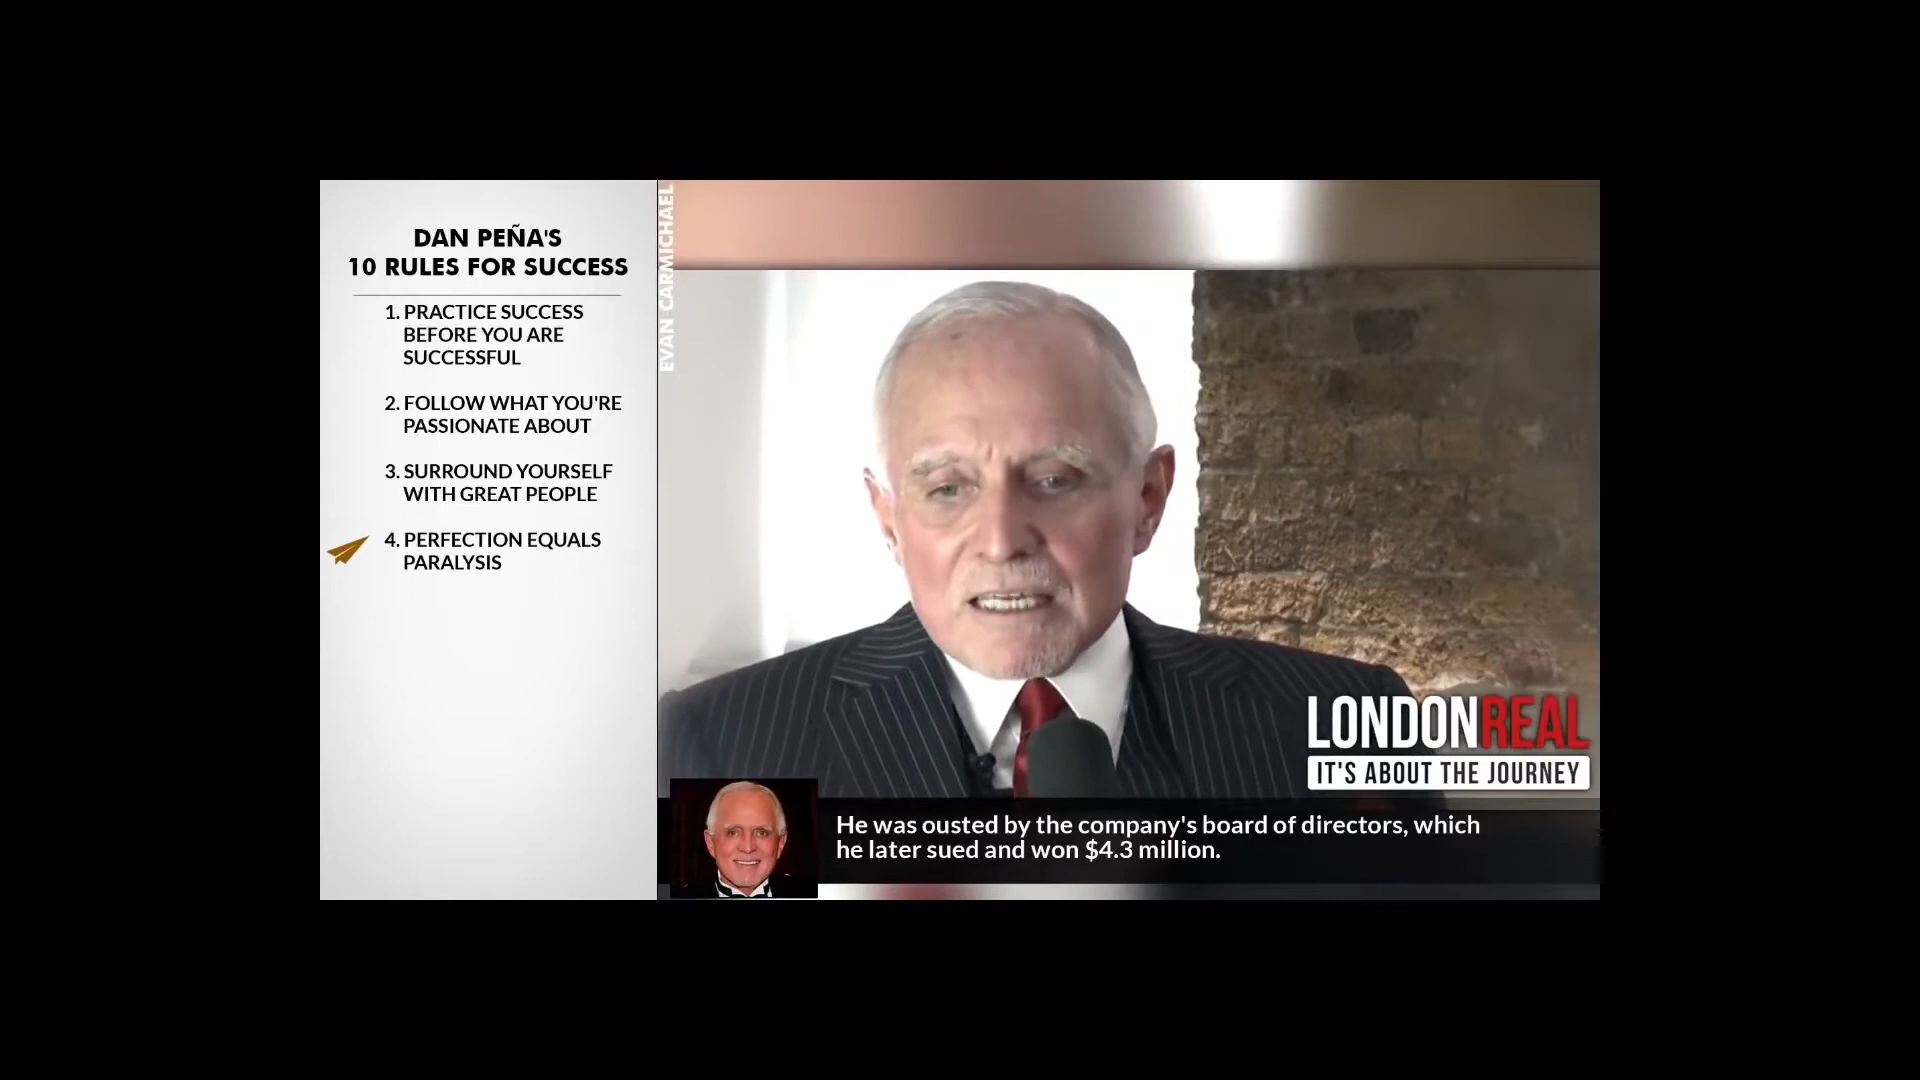 DAN PEÑA'S
10 RULES FOR SUCCESS
1. PRACTICE SUCCESS
BEFORE YOU ARE
SUCCESSFUL
2. FOLLOW WHAT YOU'RE
PASSIONATE ABOUT
3. SURROUND YOURSELF
WITH GREAT PEOPLE
4. PERFECTION EQUALS
PARALYSIS
EVAN CARMICHAEL
LONDONREAL
IT'S ABOUT THE JOURNEY
He was ousted by the company's board of directors, which
he later sued and won $4.3 million.